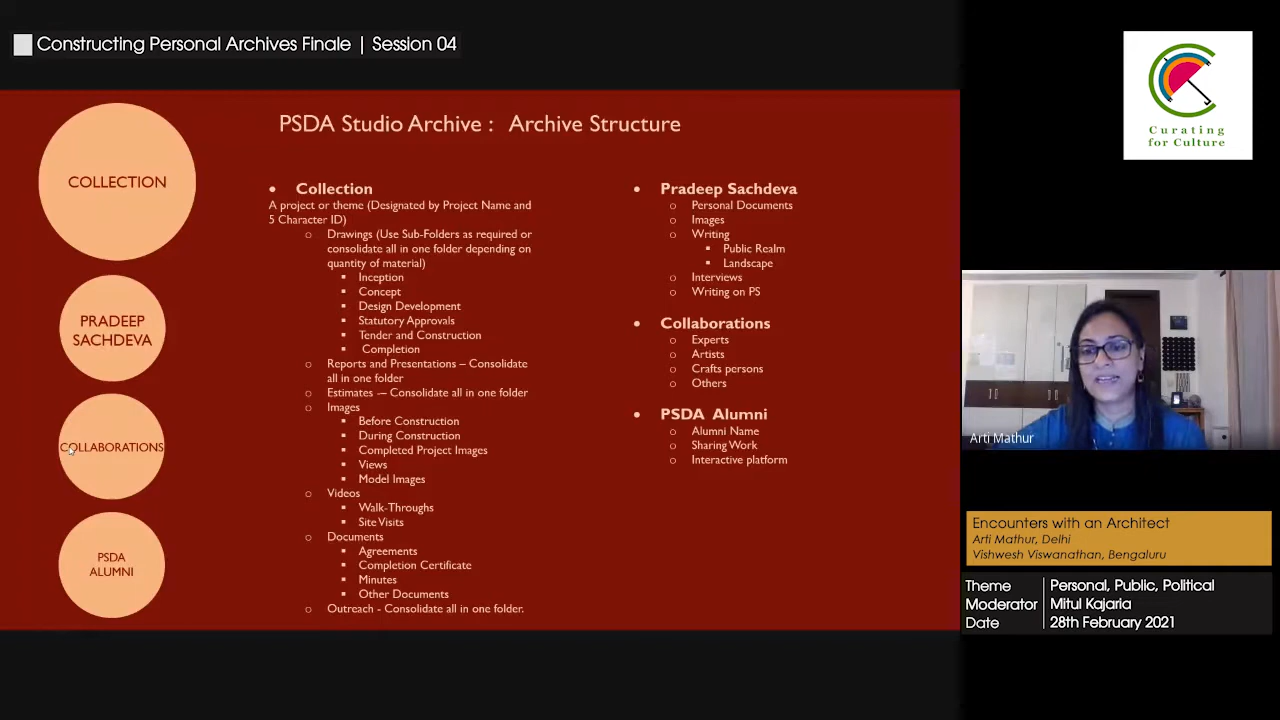 Constructing Personal Archives Finale | Session 04
PSDA Studio Archive : Archive Structure
COLLECTION
PRADEEP
SACHDEVA
COLLABORATIONS
PSDA
ALUMNI
• Collection
A project or theme (Designated by Project Name and
5 Character ID)
o Drawings (Use Sub-Folders as required or
consolidate all in one folder depending on
quantity of material)
▪ Inception
▪ Concept
▪ Design Development
▪ Statutory Approvals
▪ Tender and Construction
▪ Completion
o Reports and Presentations – Consolidate
all in one folder
o Estimates -– Consolidate all in one folder
o Images
▪ Before Construction
▪ During Construction
▪ Completed Project Images
▪ Views
▪ Model Images
o Videos
▪ Walk-Throughs
▪ Site Visits
o Documents
▪ Agreements
▪ Completion Certificate
▪ Minutes
▪ Other Documents
o Outreach - Consolidate all in one folder.
• Pradeep Sachdeva
o Personal Documents
o Images
o Writing
▪ Public Realm
▪ Landscape
o Interviews
o Writing on PS
• Collaborations
o Experts
o Artists
o Crafts persons
o Others
• PSDA Alumni
o Alumni Name
o Sharing Work
o Interactive platform
Curating
for Culture
Arti Mathur
Encounters with an Architect
Arti Mathur, Delhi
Vishwesh Viswanathan, Bengaluru
Theme Personal, Public, Political
Moderator Mitul Kajaria
Date 28th February 2021